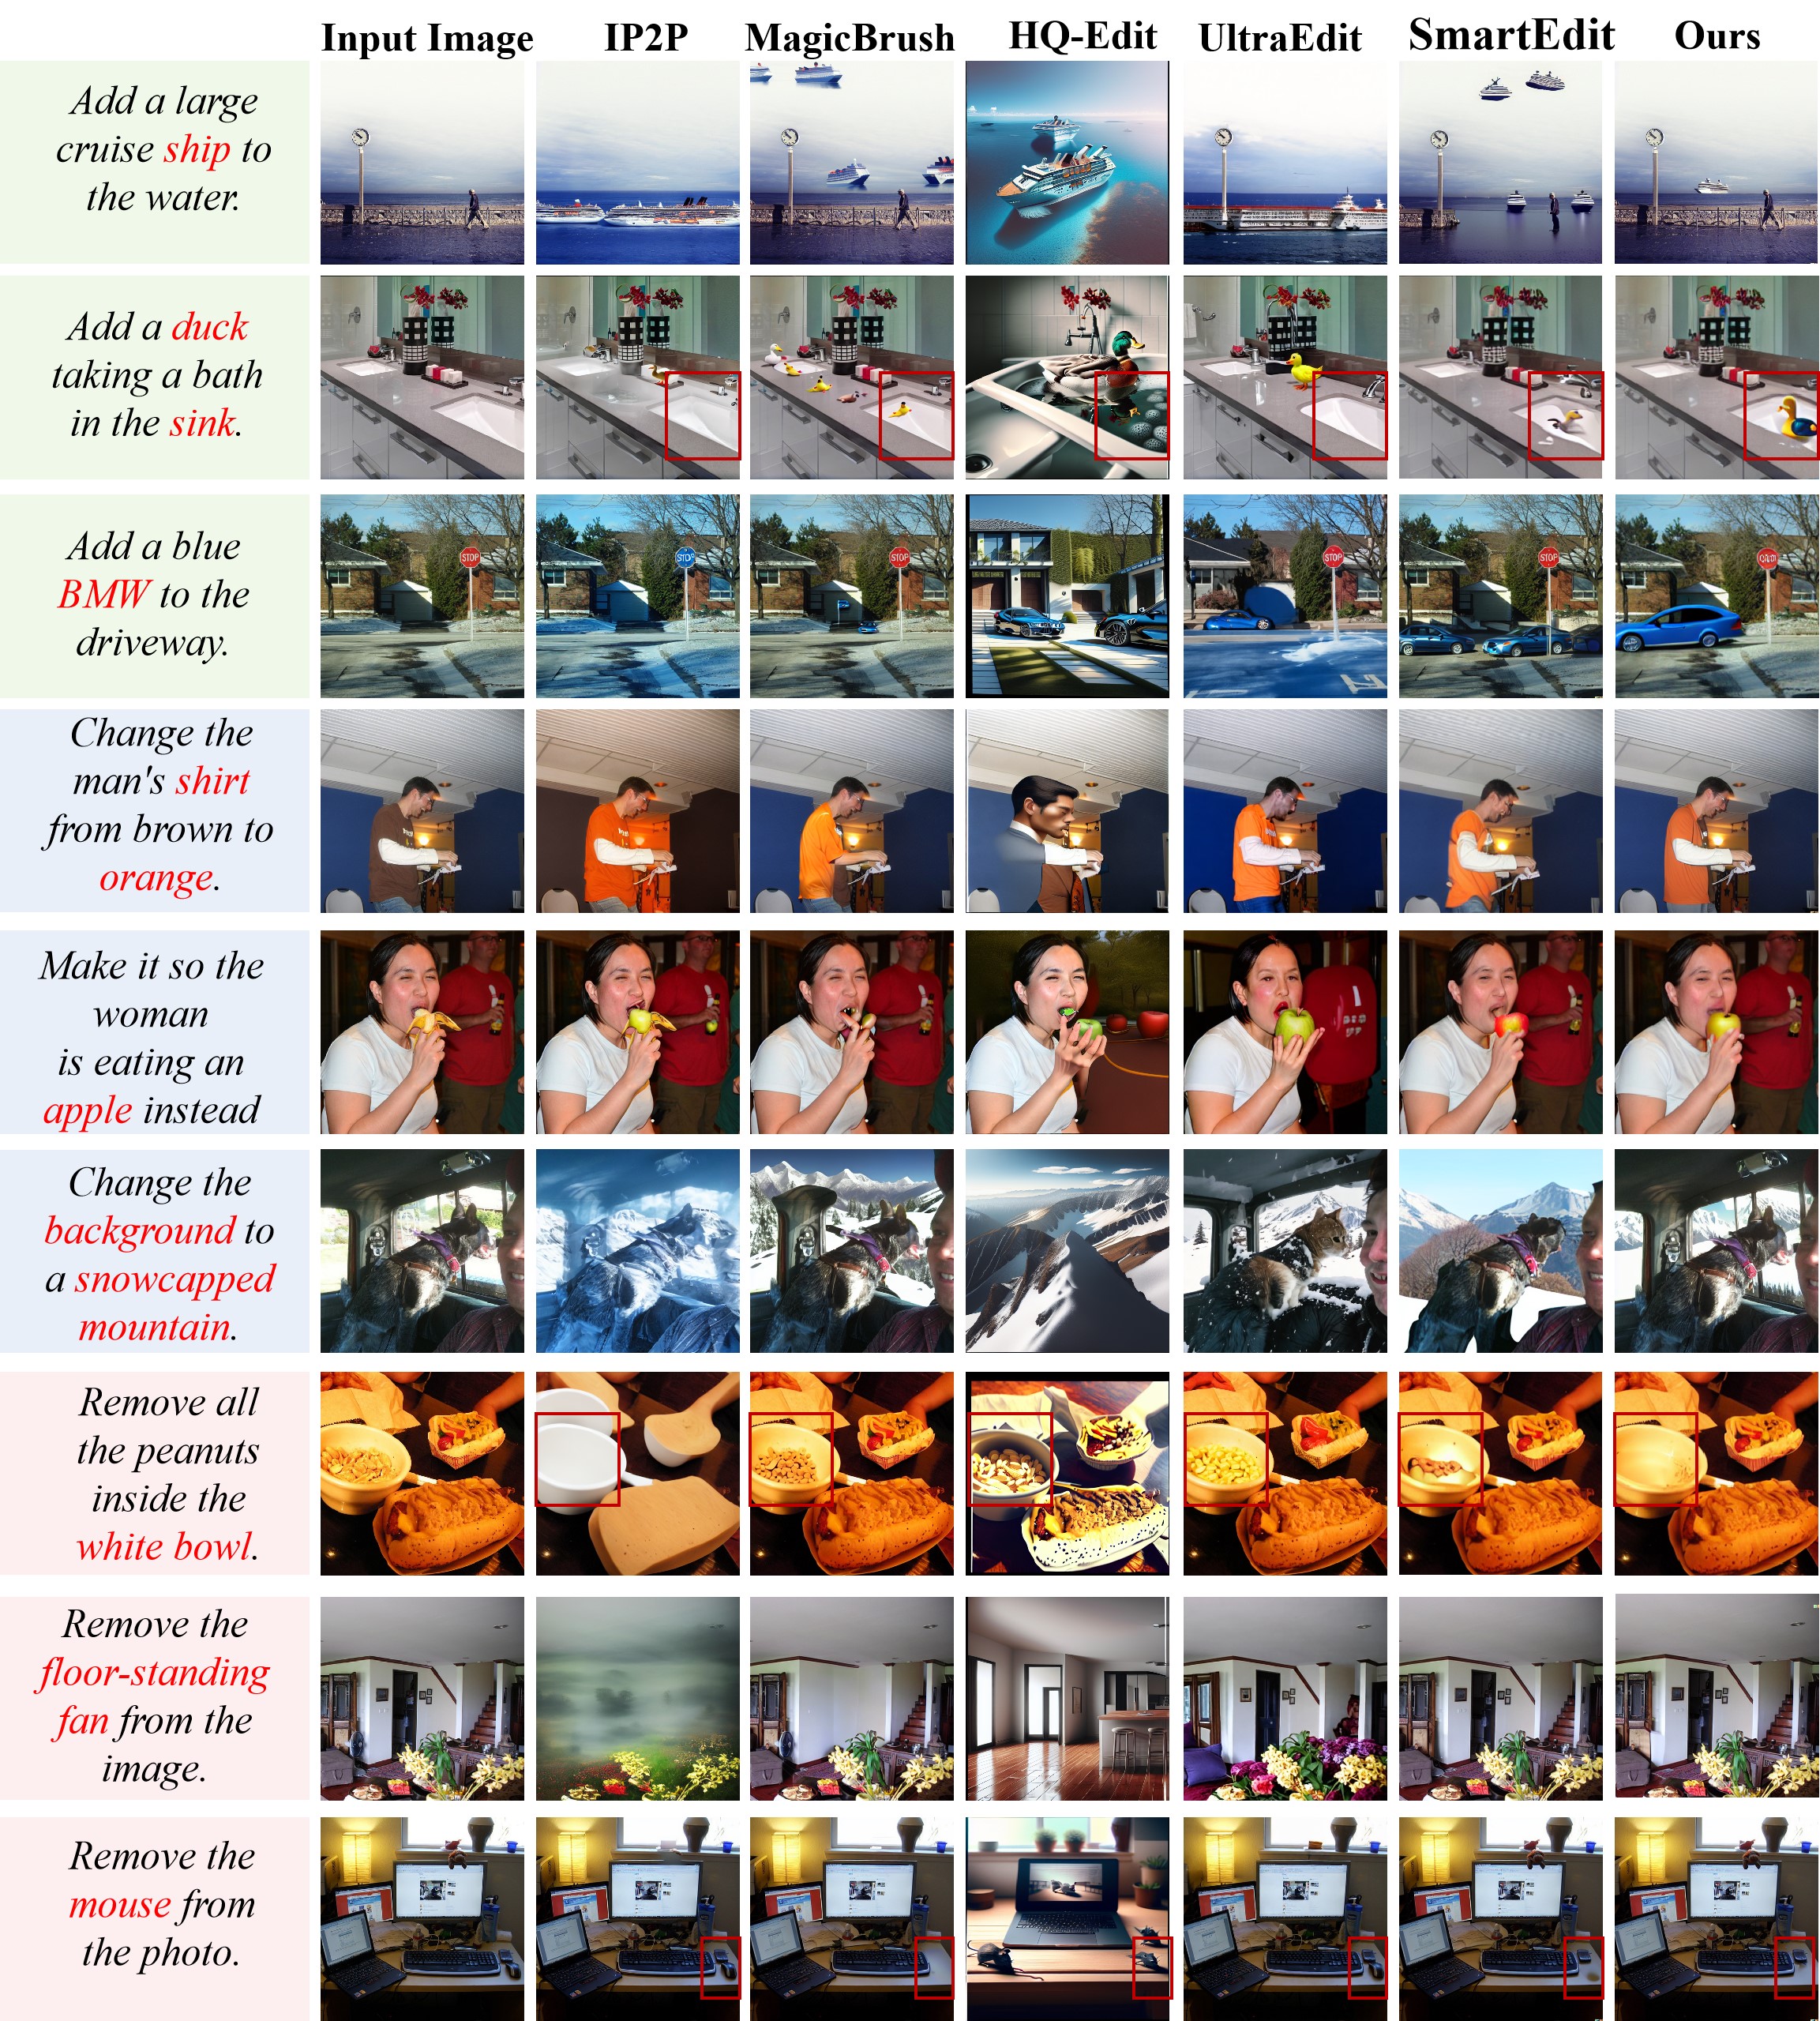 Input Image IP2P MagicBrush HQ-Edit UltraEdit SmartEdit Ours
Add a large
cruise ship to
the water.
Add a duck
taking a bath
in the sink.
Add a blue
BMW to the
driveway.
STOP STOP STOP STOP STOP
Change the
man's shirt
from brown to
orange.
Make it so the
woman
is eating an
apple instead
Change the
background to
a snowcapped
mountain.
Remove all
the peanuts
inside the
white bowl.
Remove the
floor-standing
fan from the
image.
Remove the
mouse from
the photo.